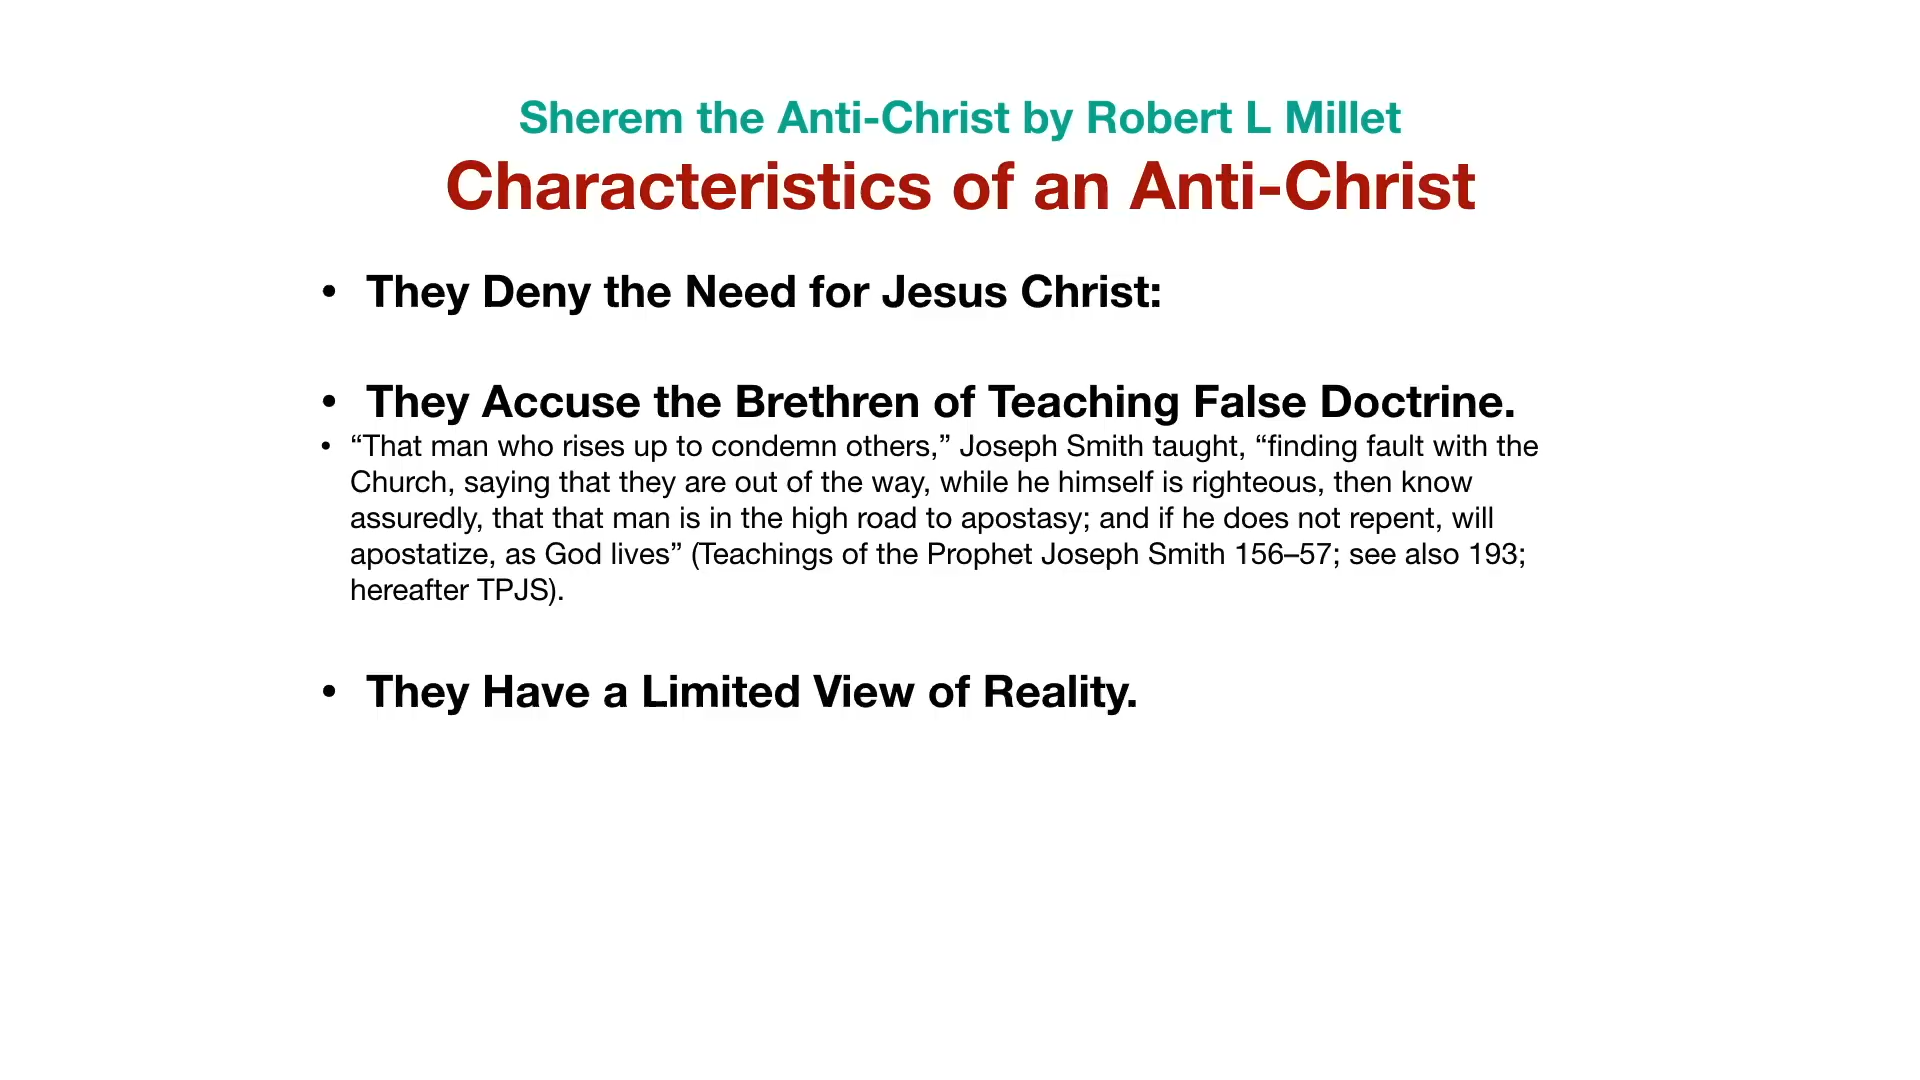 Sherem the Anti-Christ by Robert L Millet
Characteristics of an Anti-Christ
• They Deny the Need for Jesus Christ:
• They Accuse the Brethren of Teaching False Doctrine.
• “That man who rises up to condemn others,” Joseph Smith taught, “finding fault with the
Church, saying that they are out of the way, while he himself is righteous, then know
assuredly, that that man is in the high road to apostasy; and if he does not repent, will
apostatize, as God lives” (Teachings of the Prophet Joseph Smith 156–57; see also 193;
hereafter TPJS).
• They Have a Limited View of Reality.